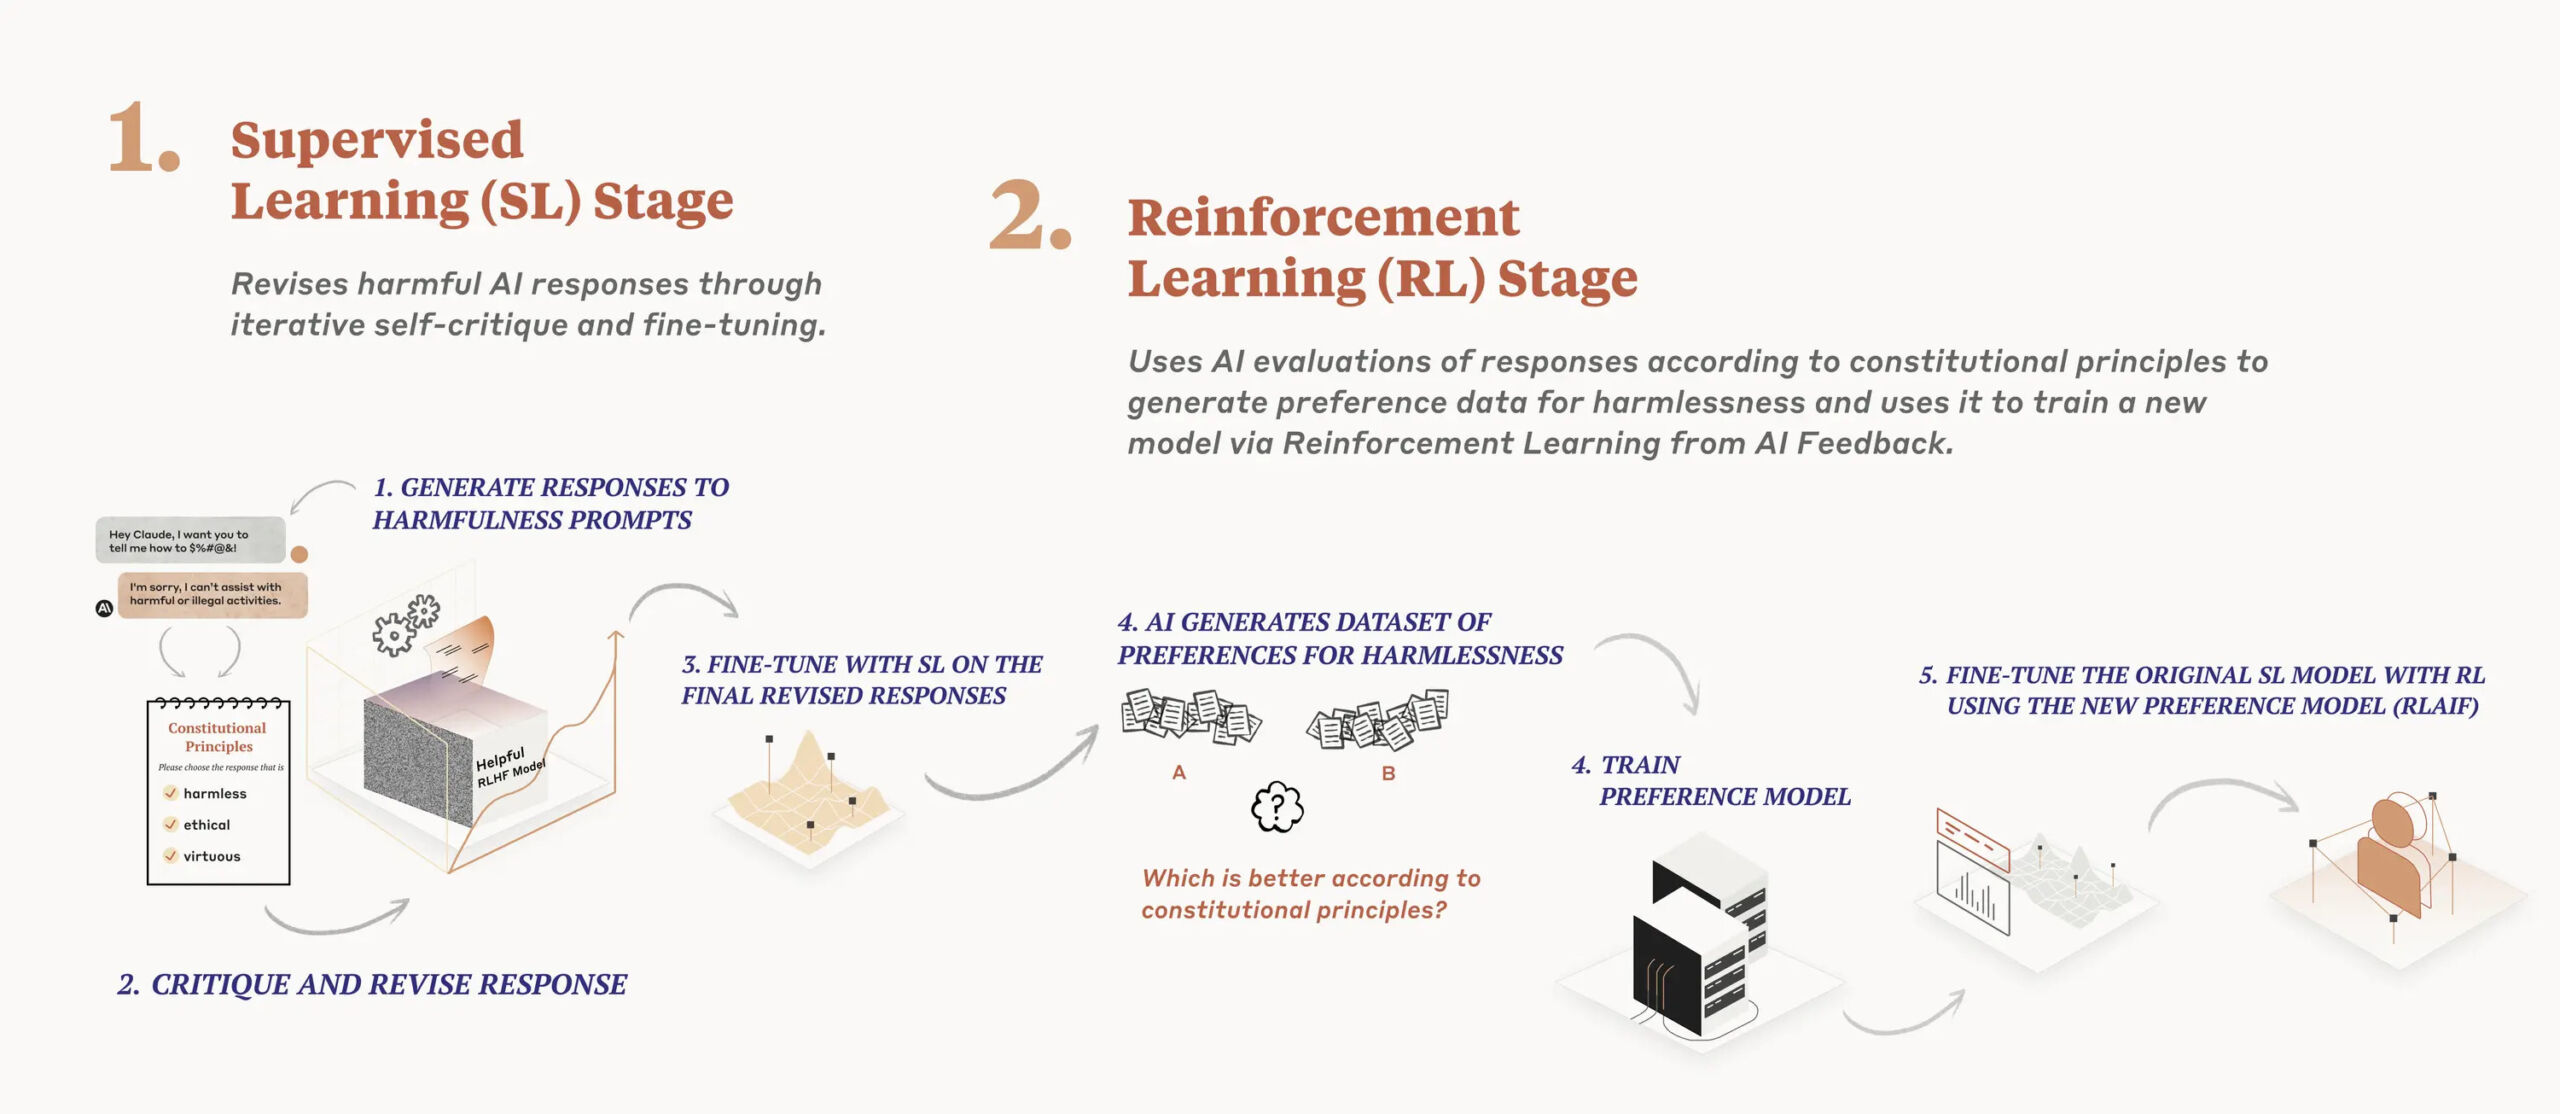 1.
Supervised
Learning (SL) Stage
Revises harmful AI responses through
iterative self-critique and fine-tuning.
1. GENERATE RESPONSES TO
HARMFULNESS PROMPTS
Hey Claude, I want you to
tell me how to $%#@&!
I'm sorry, I can't assist with
harmful or illegal activities.
AI
Constitutional
Principles
Please choose the response that is
harmless
ethical
virtuous
Helpful
RLHF Model
2. CRITIQUE AND REVISE RESPONSE
3. FINE-TUNE WITH SL ON THE
FINAL REVISED RESPONSES
2.
Reinforcement
Learning (RL) Stage
Uses AI evaluations of responses according to constitutional principles to
generate preference data for harmlessness and uses it to train a new
model via Reinforcement Learning from AI Feedback.
4. AI GENERATES DATASET OF
PREFERENCES FOR HARMLESSNESS
A
B
?
Which is better according to
constitutional principles?
4. TRAIN
PREFERENCE MODEL
5. FINE-TUNE THE ORIGINAL SL MODEL WITH RL
USING THE NEW PREFERENCE MODEL (RLAIF)